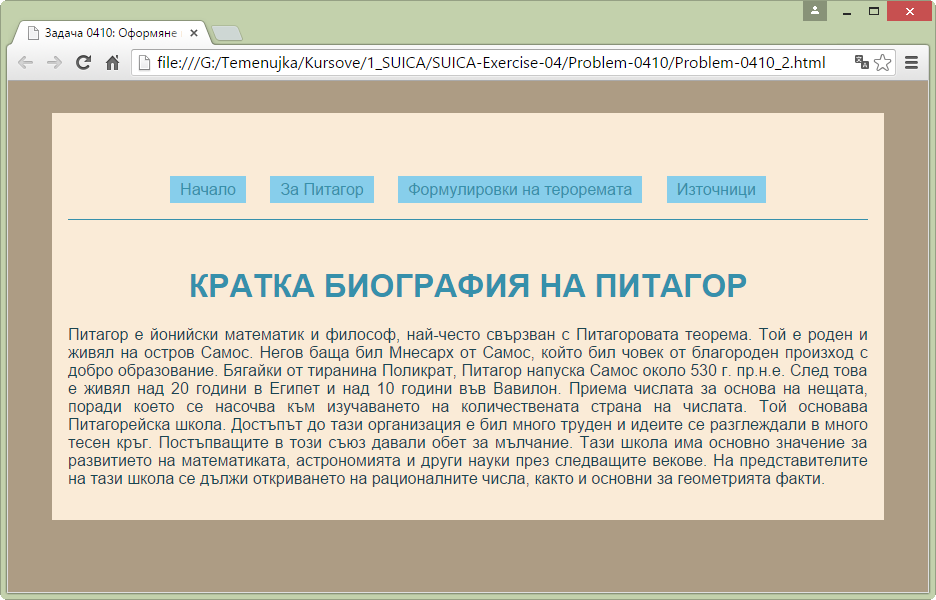 Задача 0410: Оформяне
file:///G:/Temenujka/Kursove/1_SUICA/SUICA-Exercise-04/Problem-0410/Problem-0410_2.html
Начало За Питагор Формулировки на тероремата Източници
КРАТКА БИОГРАФИЯ НА ПИТАГОР
Питагор е йонийски математик и философ, най-често свързван с Питагоровата теорема. Той е роден и
живял на остров Самос. Негов баща бил Мнесарх от Самос, който бил човек от благороден произход с
добро образование. Бягайки от тиранина Поликрат, Питагор напуска Самос около 530 г. пр.н.е. След това
е живял над 20 години в Египет и над 10 години във Вавилон. Приема числата за основа на нещата,
поради което се насочва към изучаването на количествената страна на числата. Той основава
Питагорейска школа. Достъпът до тази организация е бил много труден и идеите се разглеждали в много
тесен кръг. Постъпващите в този съюз давали обет за мълчание. Тази школа има основно значение за
развитието на математиката, астрономията и други науки през следващите векове. На представителите
на тази школа се дължи откриването на рационалните числа, както и основни за геометрията факти.